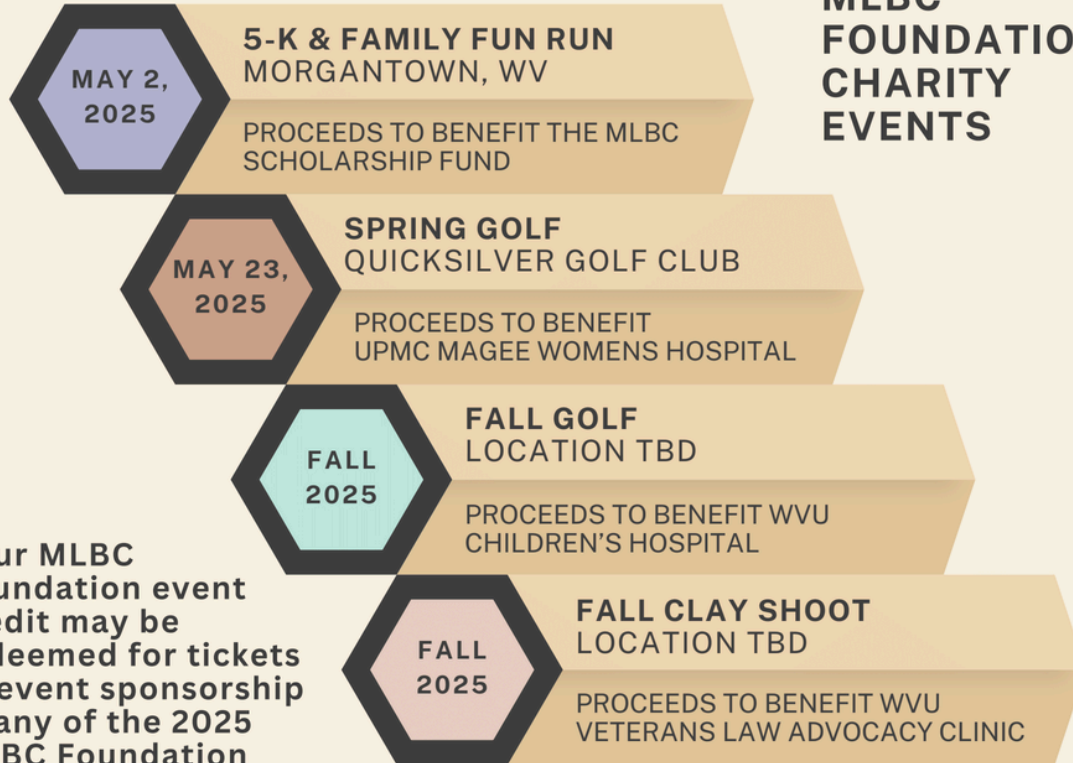 MAY 2,
2025
5-K & FAMILY FUN RUN
MORGANTOWN, WV
PROCEEDS TO BENEFIT THE MLBC
SCHOLARSHIP FUND
MLBC
FOUNDATIO
CHARITY
EVENTS
MAY 23,
2025
SPRING GOLF
QUICKSILVER GOLF CLUB
PROCEEDS TO BENEFIT
UPMC MAGEE WOMENS HOSPITAL
FALL
2025
FALL GOLF
LOCATION TBD
PROCEEDS TO BENEFIT WVU
CHILDREN’S HOSPITAL
FALL
2025
FALL CLAY SHOOT
LOCATION TBD
PROCEEDS TO BENEFIT WVU
VETERANS LAW ADVOCACY CLINIC
ur MLBC
undation event
edit may be
deemed for tickets
event sponsorship
any of the 2025
BC Foundation